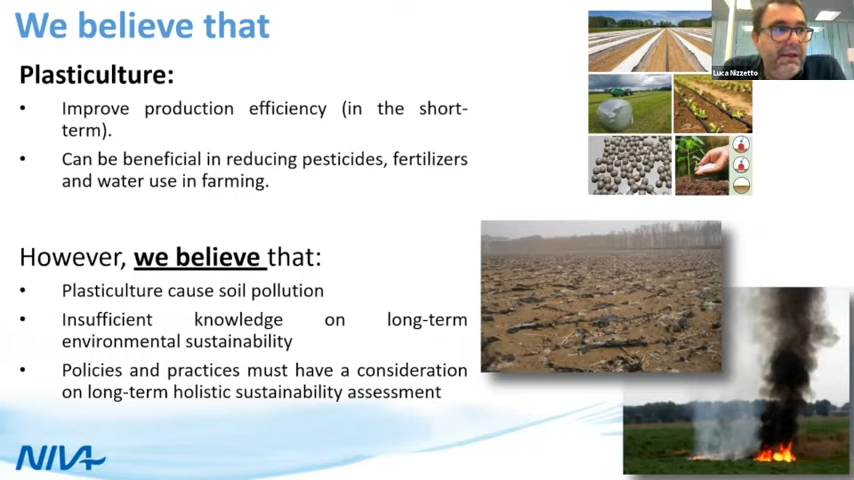 We believe that
Luca Nizzetto
Plasticulture:
• Improve production efficiency (in the short-
term).
• Can be beneficial in reducing pesticides, fertilizers
and water use in farming.
However, we believe that:
• Plasticulture cause soil pollution
• Insufficient knowledge on long-term
environmental sustainability
• Policies and practices must have a consideration
on long-term holistic sustainability assessment
NIVA